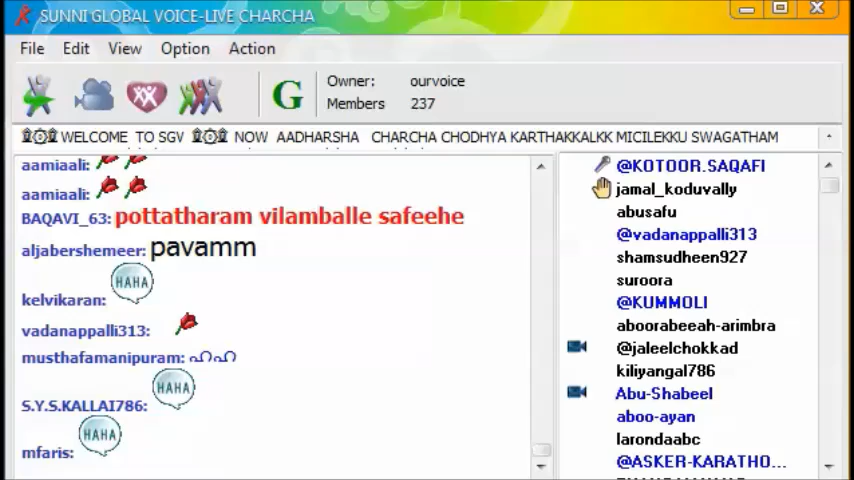 SUNNI GLOBAL VOICE-LIVE CHARCHA
File Edit View Option Action
G
Owner: ourvoice
Members 237
WELCOME TO SGV NOW AADHARSHA CHARCHA CHODHYA KARTHAKKALKK MICILEKKU SWAGATHAM
aamiaali:
aamiaali:
BAQAVI_63: pottatharam vilamballe safeehe
aljabershemeer: pavamm
kelvikaran: HAHA
vadanappalli313:
musthafamanipuram: ഹഹ
S.Y.S.KALLAI786: HAHA
mfaris: HAHA
@KOTOOR.SAQAFI
jamal_koduvally
abusafu
@vadanappalli313
shamsudheen927
suroora
@KUMMOLI
aboorabeeah-arimbra
@jaleelchokkad
kiliyangal786
Abu-Shabeel
aboo-ayan
larondaabc
@ASKER-KARATHO...